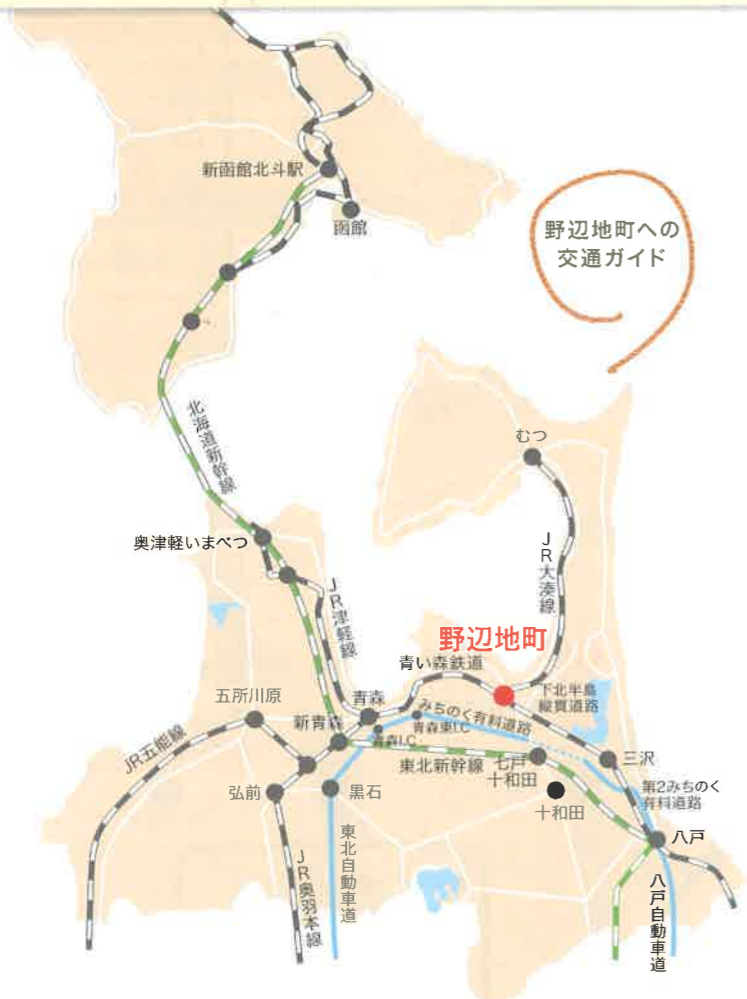 野辺地町への
交通ガイド
新函館北斗駅
函館
北海道新幹線
むつ
奥津軽いまべつ
JR大湊線
JR津軽線
野辺地町
青い森鉄道
下北半島
縦貫道路
五所川原
青森
みちのく有料道路
青森東I.C
新青森
青森I.C
JR五能線
東北新幹線
七戸
十和田
三沢
第2みちのく
有料道路
弘前
黒石
十和田
八戸
東北自動車道
JR奥羽本線
八戸自動車道